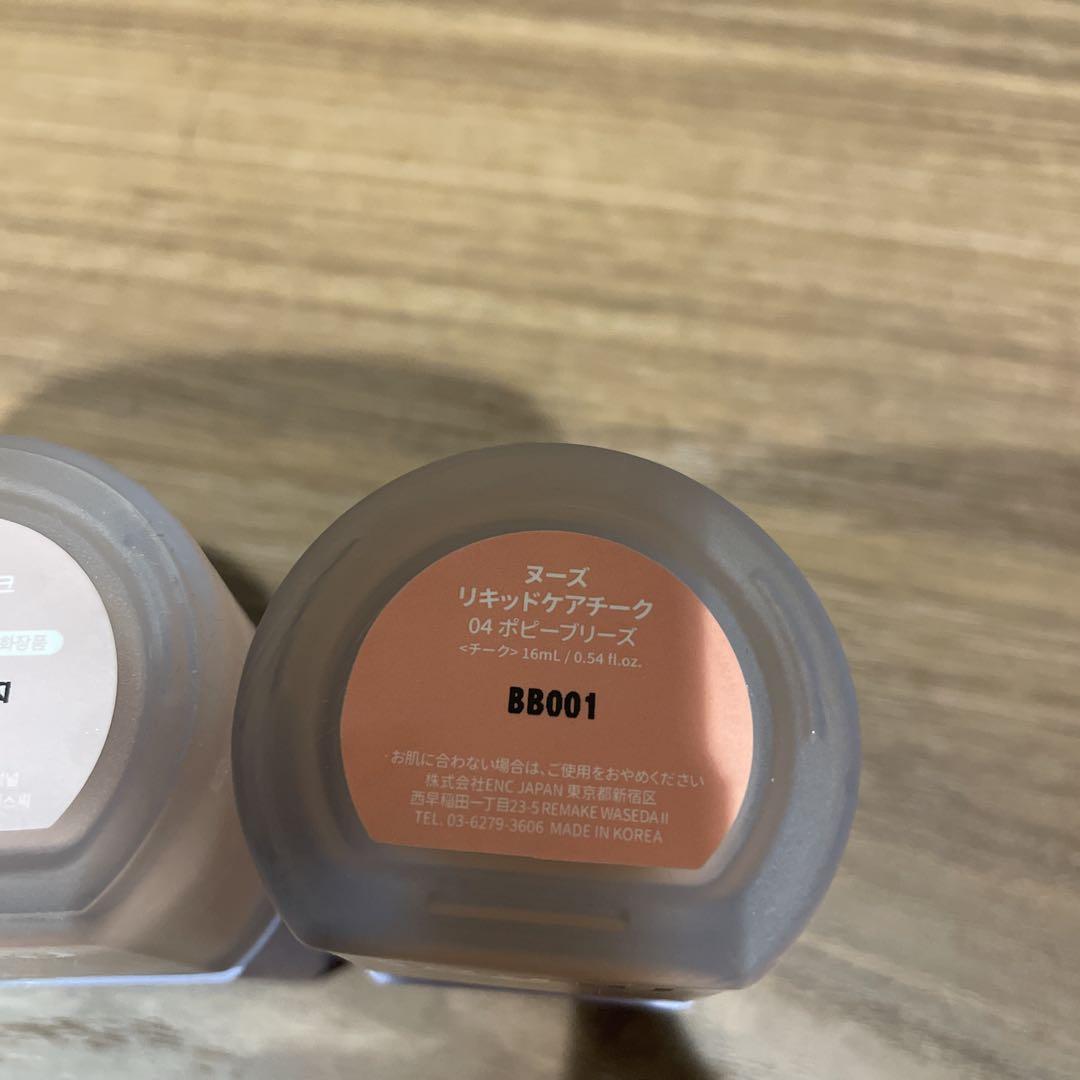 ク
화장품
ヌーズ
リキッドケアチーク
04 ポピーブリーズ
<チーク> 16mL / 0.54 fl.oz.
BB001
・お肌に合わない場合は、ご使用をおやめください
株式会社ENC JAPAN 東京都新宿区
西早稲田一丁目23-5 REMAKE WASEDA II
TEL. 03-6279-3606 MADE IN KOREA